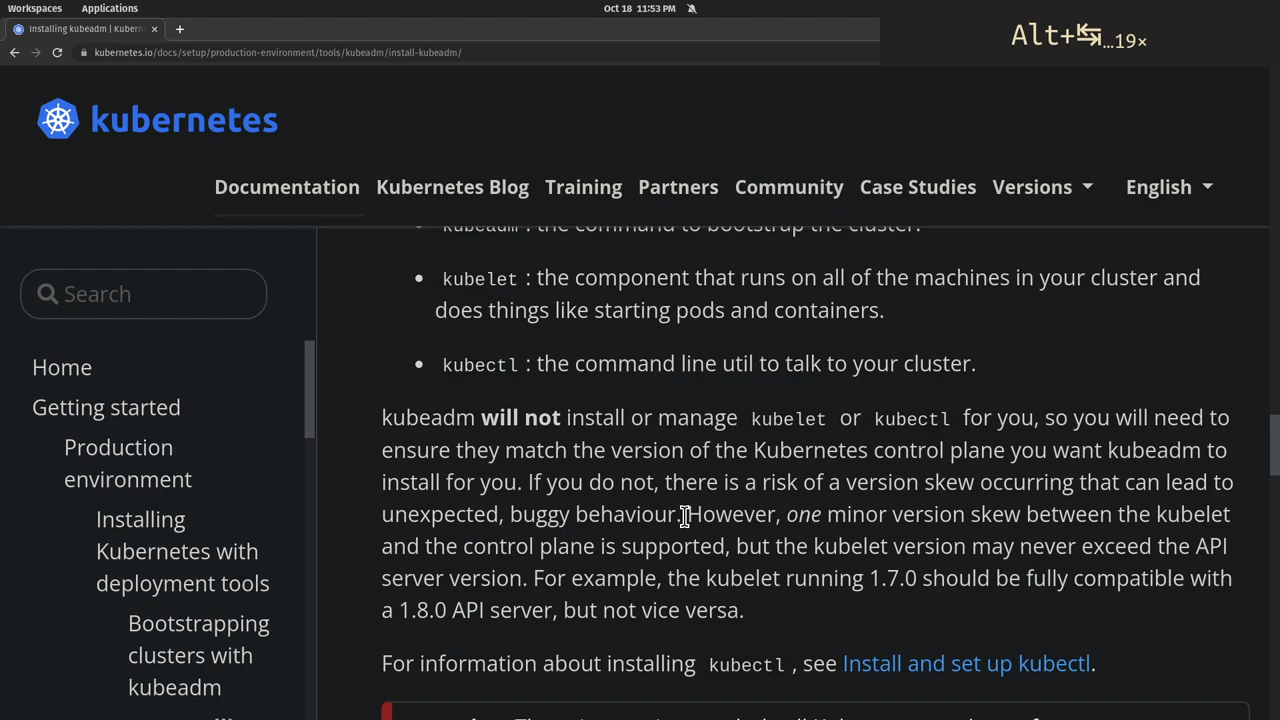 Workspaces Applications Oct 18 11:53 PM
Installing kubeadm | Kubern
kubernetes.io/docs/setup/production-environment/tools/kubeadm/install-kubeadm/
Alt+↹...19×
kubernetes
Documentation Kubernetes Blog Training Partners Community Case Studies Versions English
Search
Home
Getting started
Production
environment
Installing
Kubernetes with
deployment tools
Bootstrapping
clusters with
kubeadm
kubeadm : the command to bootstrap the cluster.
kubelet : the component that runs on all of the machines in your cluster and
does things like starting pods and containers.
kubectl : the command line util to talk to your cluster.
kubeadm will not install or manage kubelet or kubectl for you, so you will need to
ensure they match the version of the Kubernetes control plane you want kubeadm to
install for you. If you do not, there is a risk of a version skew occurring that can lead to
unexpected, buggy behaviour. However, one minor version skew between the kubelet
and the control plane is supported, but the kubelet version may never exceed the API
server version. For example, the kubelet running 1.7.0 should be fully compatible with
a 1.8.0 API server, but not vice versa.
For information about installing kubectl , see Install and set up kubectl.